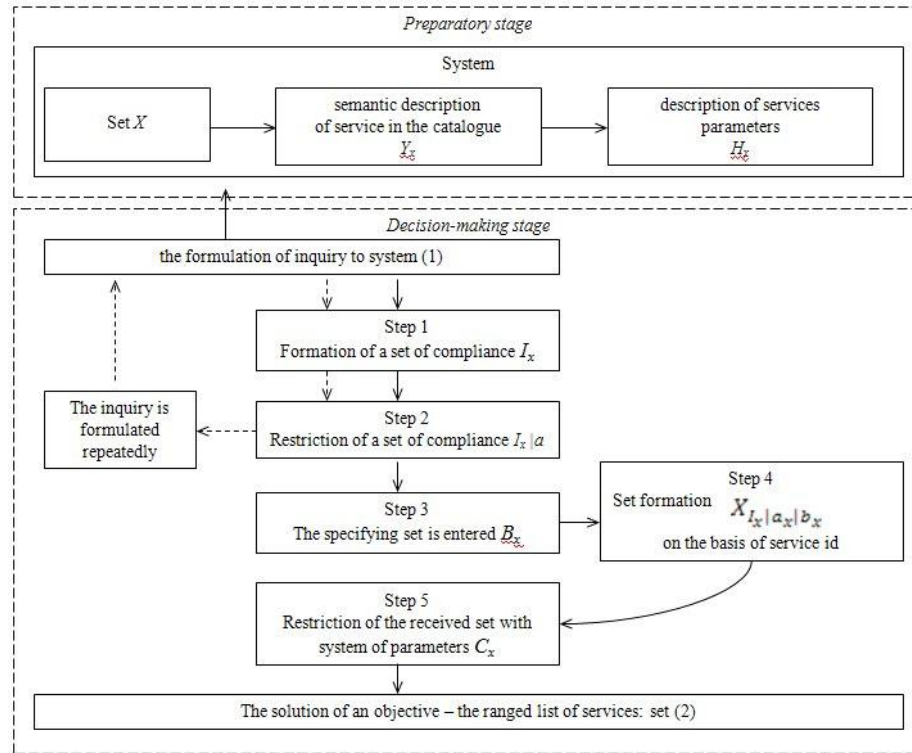 Preparatory stage
System
Set X
semantic description
of service in the catalogue
Yx
description of services
parameters
Hx
Decision-making stage
the formulation of inquiry to system (1)
Step 1
Formation of a set of compliance Ix
The inquiry is
formulated
repeatedly
Step 2
Restriction of a set of compliance Ix|a
Step 3
The specifying set is entered Bx
Step 4
Set formation X Ix|ax|bx
on the basis of service id
Step 5
Restriction of the received set with
system of parameters Cx
The solution of an objective – the ranged list of services: set (2)